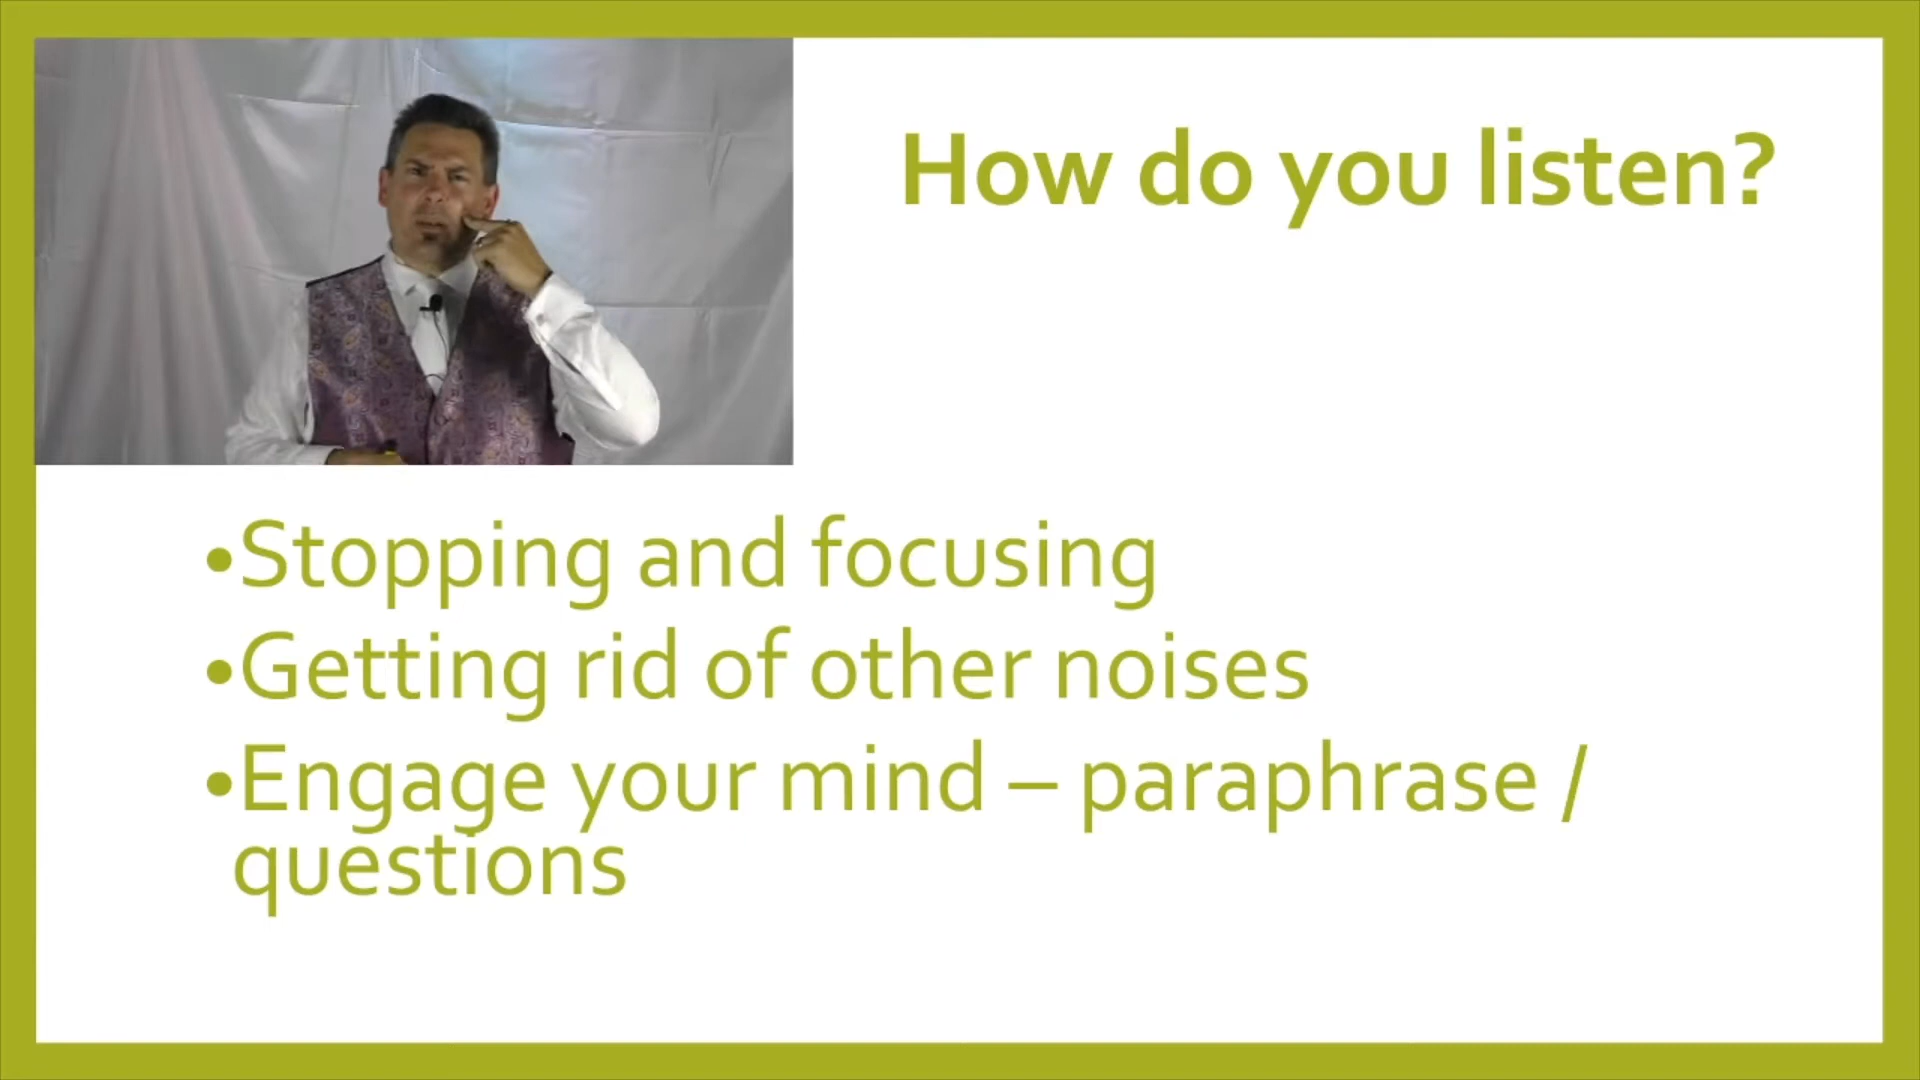 How do you listen?
•Stopping and focusing
•Getting rid of other noises
•Engage your mind – paraphrase /
questions